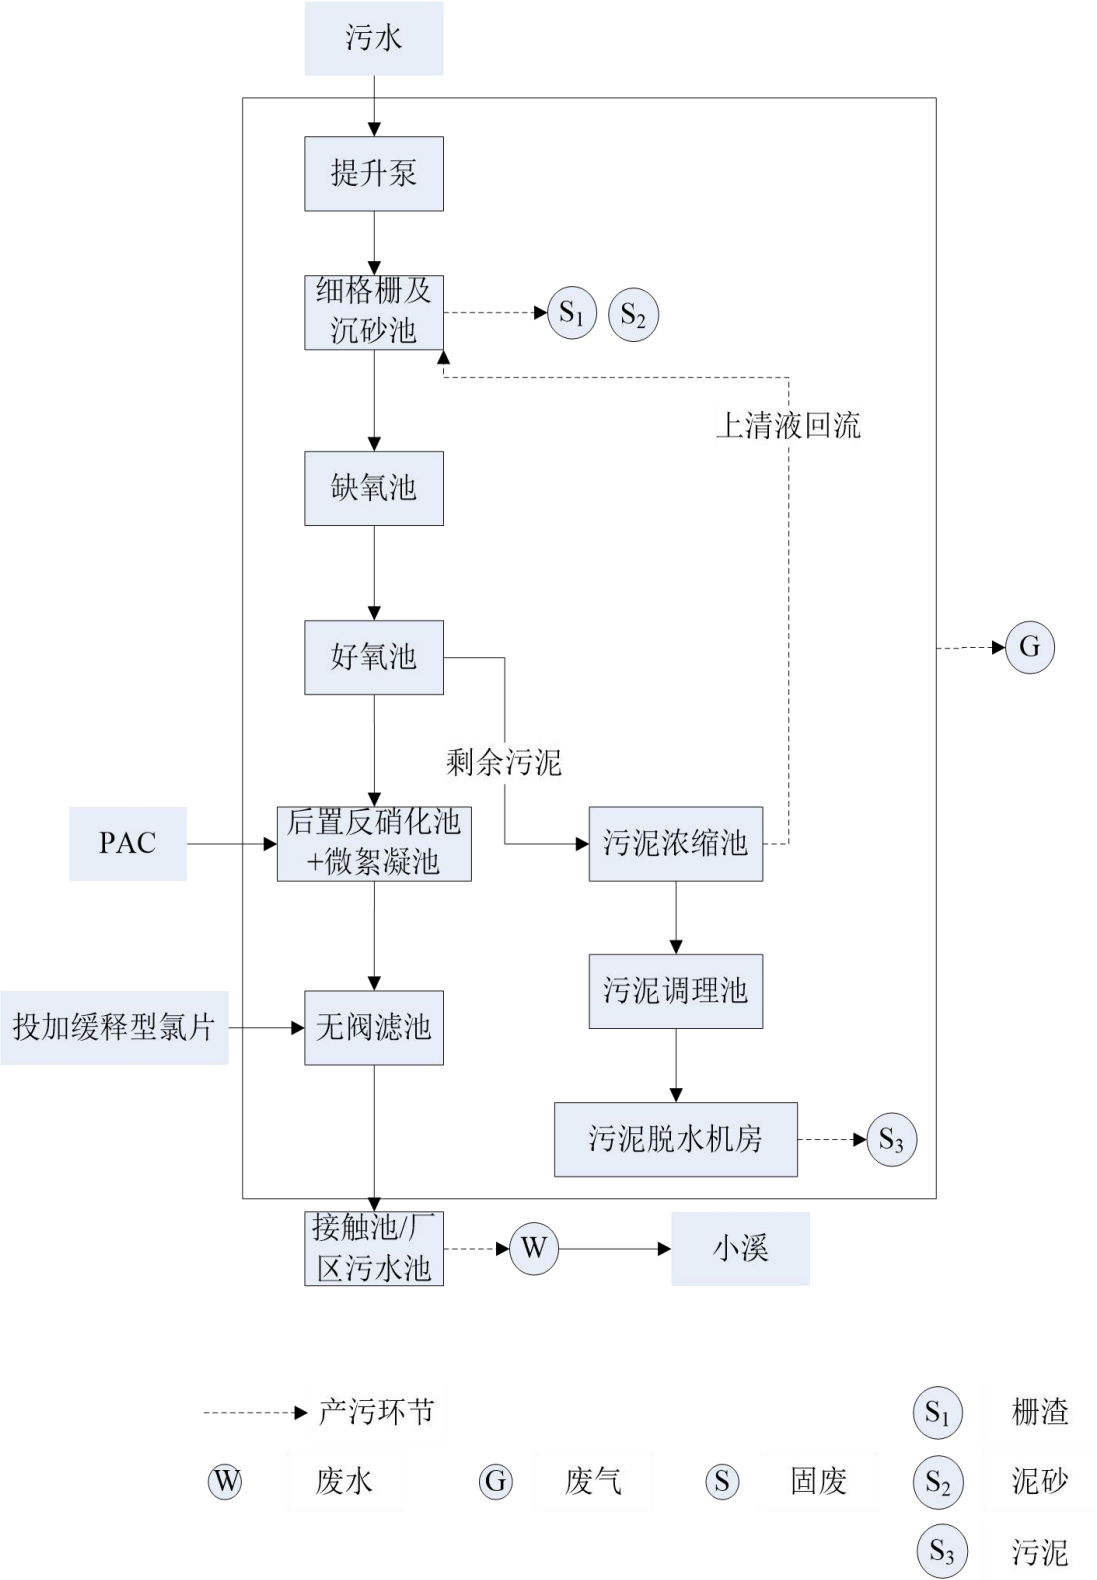 污水
提升泵
细格栅及
沉砂池
S1
S2
上清液回流
缺氧池
好氧池
G
剩余污泥
PAC
后置反硝化池
+微絮凝池
污泥浓缩池
污泥调理池
投加缓释型氯片
无阀滤池
污泥脱水机房
S3
接触池/厂
区污水池
W
小溪
产污环节
S1
栅渣
W
废水
G
废气
S
固废
S2
泥砂
S3
污泥